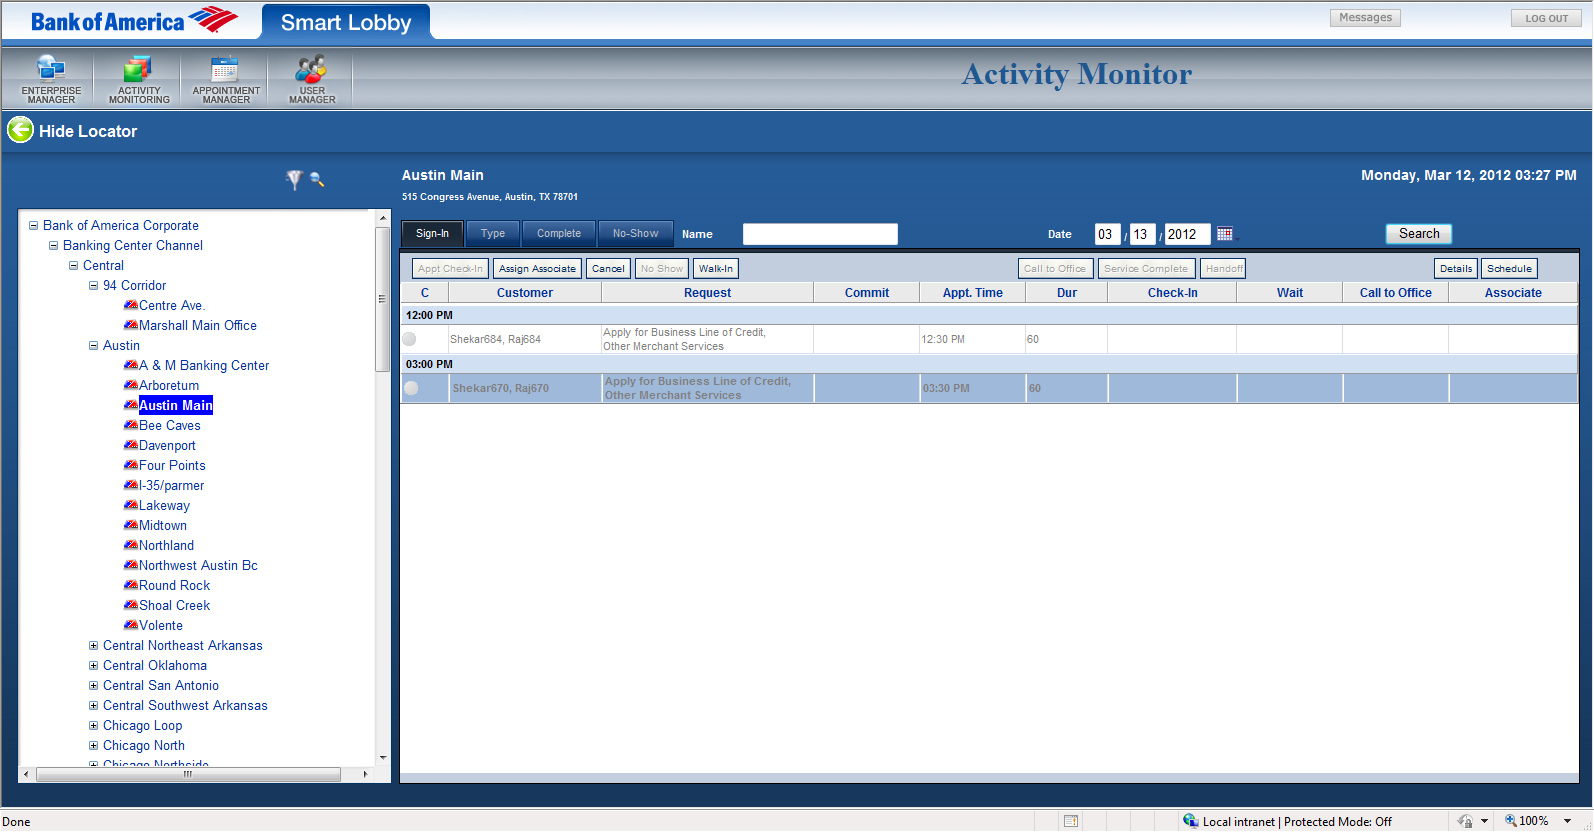 Bank of America
Smart Lobby
Messages
LOG OUT
ENTERPRISE
MANAGER
ACTIVITY
MONITORING
APPOINTMENT
MANAGER
USER
MANAGER
Activity Monitor
Hide Locator
Austin Main
Monday, Mar 12, 2012 03:27 PM
515 Congress Avenue, Austin, TX 78701
Bank of America Corporate
Banking Center Channel
Central
94 Corridor
Centre Ave.
Marshall Main Office
Austin
A & M Banking Center
Arboretum
Austin Main
Bee Caves
Davenport
Four Points
I-35/parmer
Lakeway
Midtown
Northland
Northwest Austin Bc
Round Rock
Shoal Creek
Volente
Central Northeast Arkansas
Central Oklahoma
Central San Antonio
Central Southwest Arkansas
Chicago Loop
Chicago North
Chicago Northside
Sign-In Type Complete No-Show Name Date 03 / 13 / 2012 Search
Appt Check-In Assign Associate Cancel No Show Walk-In Call to Office Service Complete Handoff Details Schedule
C Customer Request Commit Appt. Time Dur Check-In Wait Call to Office Associate
12:00 PM
Shekar684, Raj684 Apply for Business Line of Credit, 12:30 PM 60
Other Merchant Services
03:00 PM
Shekar670, Raj670 Apply for Business Line of Credit, 03:30 PM 60
Other Merchant Services
Done
Local intranet | Protected Mode: Off
100%